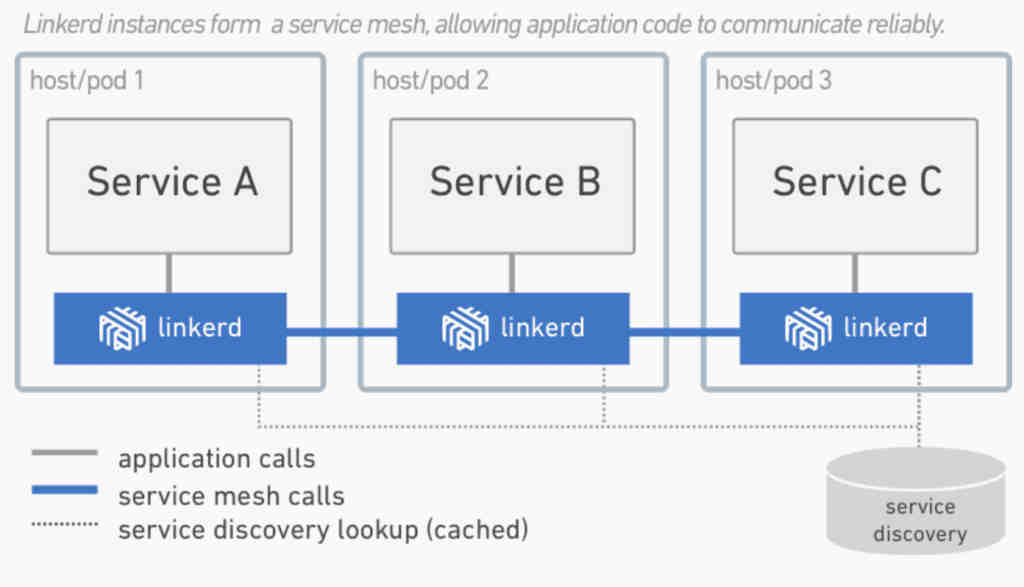 Linkerd instances form a service mesh, allowing application code to communicate reliably.
host/pod 1
host/pod 2
host/pod 3
Service A
Service B
Service C
linkerd
linkerd
linkerd
application calls
service mesh calls
service discovery lookup (cached)
service
discovery